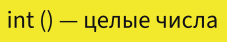 int () — целые числа